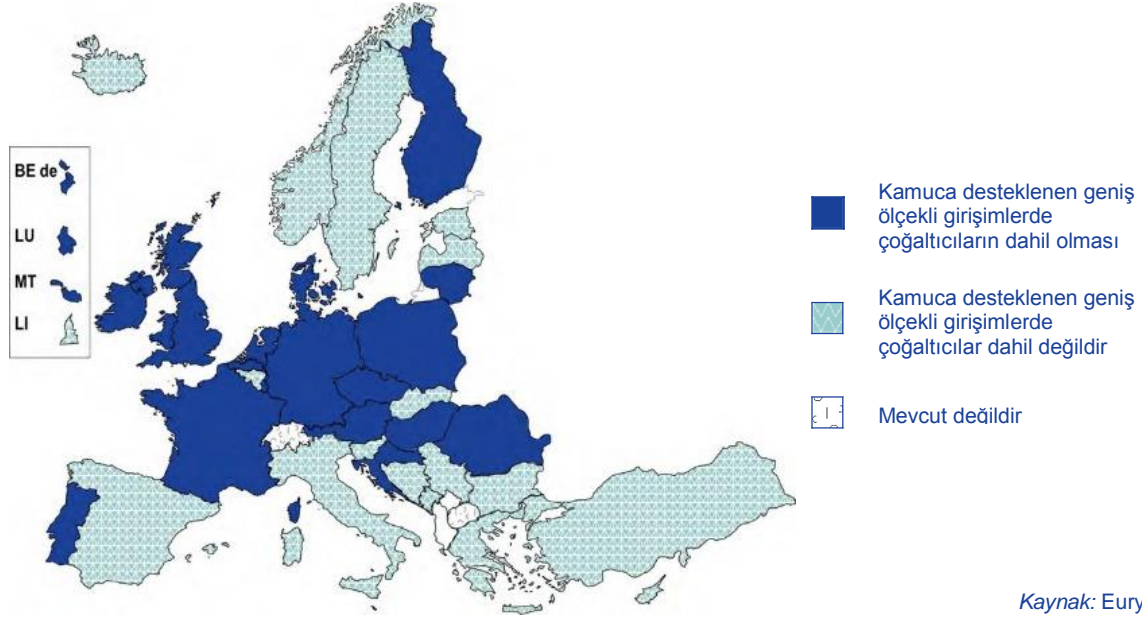 BE de
LU
MT
LI
Kamuca desteklenen geniş
ölçekli girişimlerde
çoğaltıcıların dahil olması
Kamuca desteklenen geniş
ölçekli girişimlerde
çoğaltıcılar dahil değildir
Mevcut değildir
Kaynak: Eury